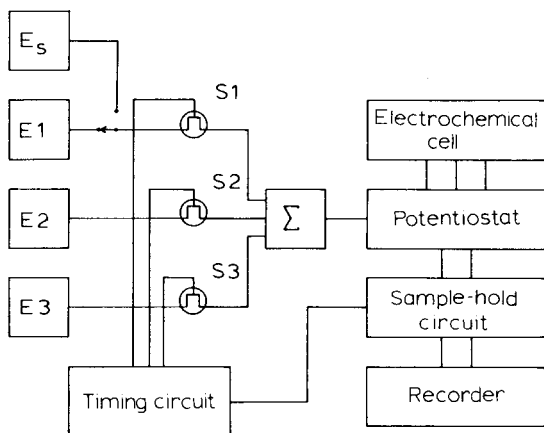 Es
E1
S1
E2
S2
E3
S3
Σ
Timing circuit
Electrochemical
cell
Potentiostat
Sample-hold
circuit
Recorder